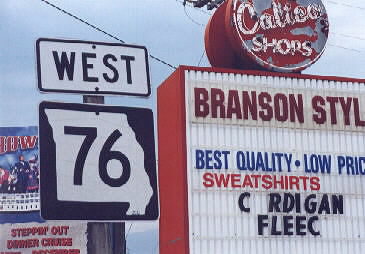 WEST
76
Calico
SHOPS
BRANSON STYL
BEST QUALITY · LOW PRIC
SWEATSHIRTS
C RDIGAN
FLEEC
STEPPIN' OUT
DINNER CRUISE